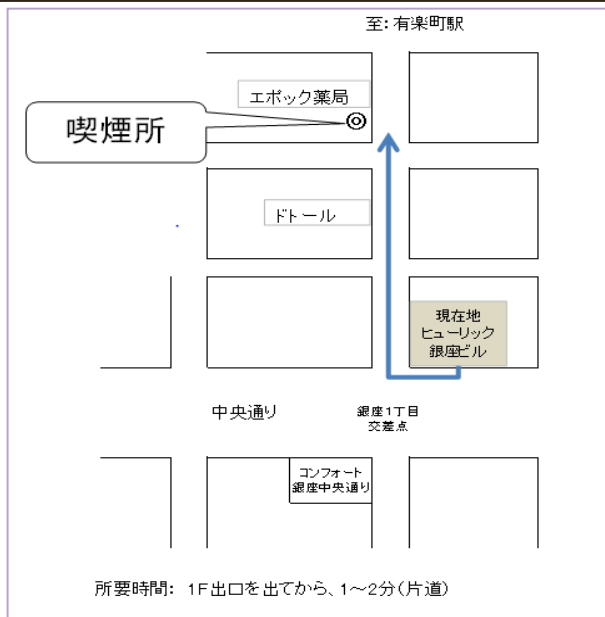 至: 有楽町駅
エポック薬局
喫煙所
ドトール
現在地
ヒューリック
銀座ビル
中央通り
銀座1丁目
交差点
コンフォート
銀座中央通り
所要時間: 1F出口を出てから、1～2分(片道)